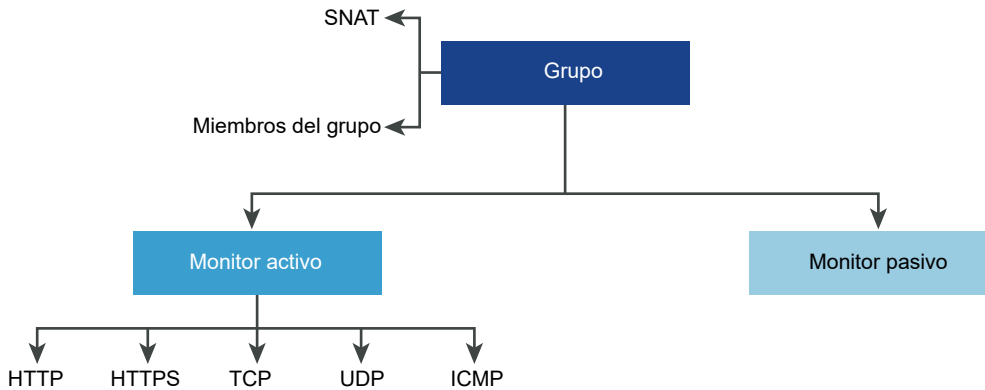 SNAT
Grupo
Miembros del grupo
Monitor activo
Monitor pasivo
HTTP
HTTPS
TCP
UDP
ICMP